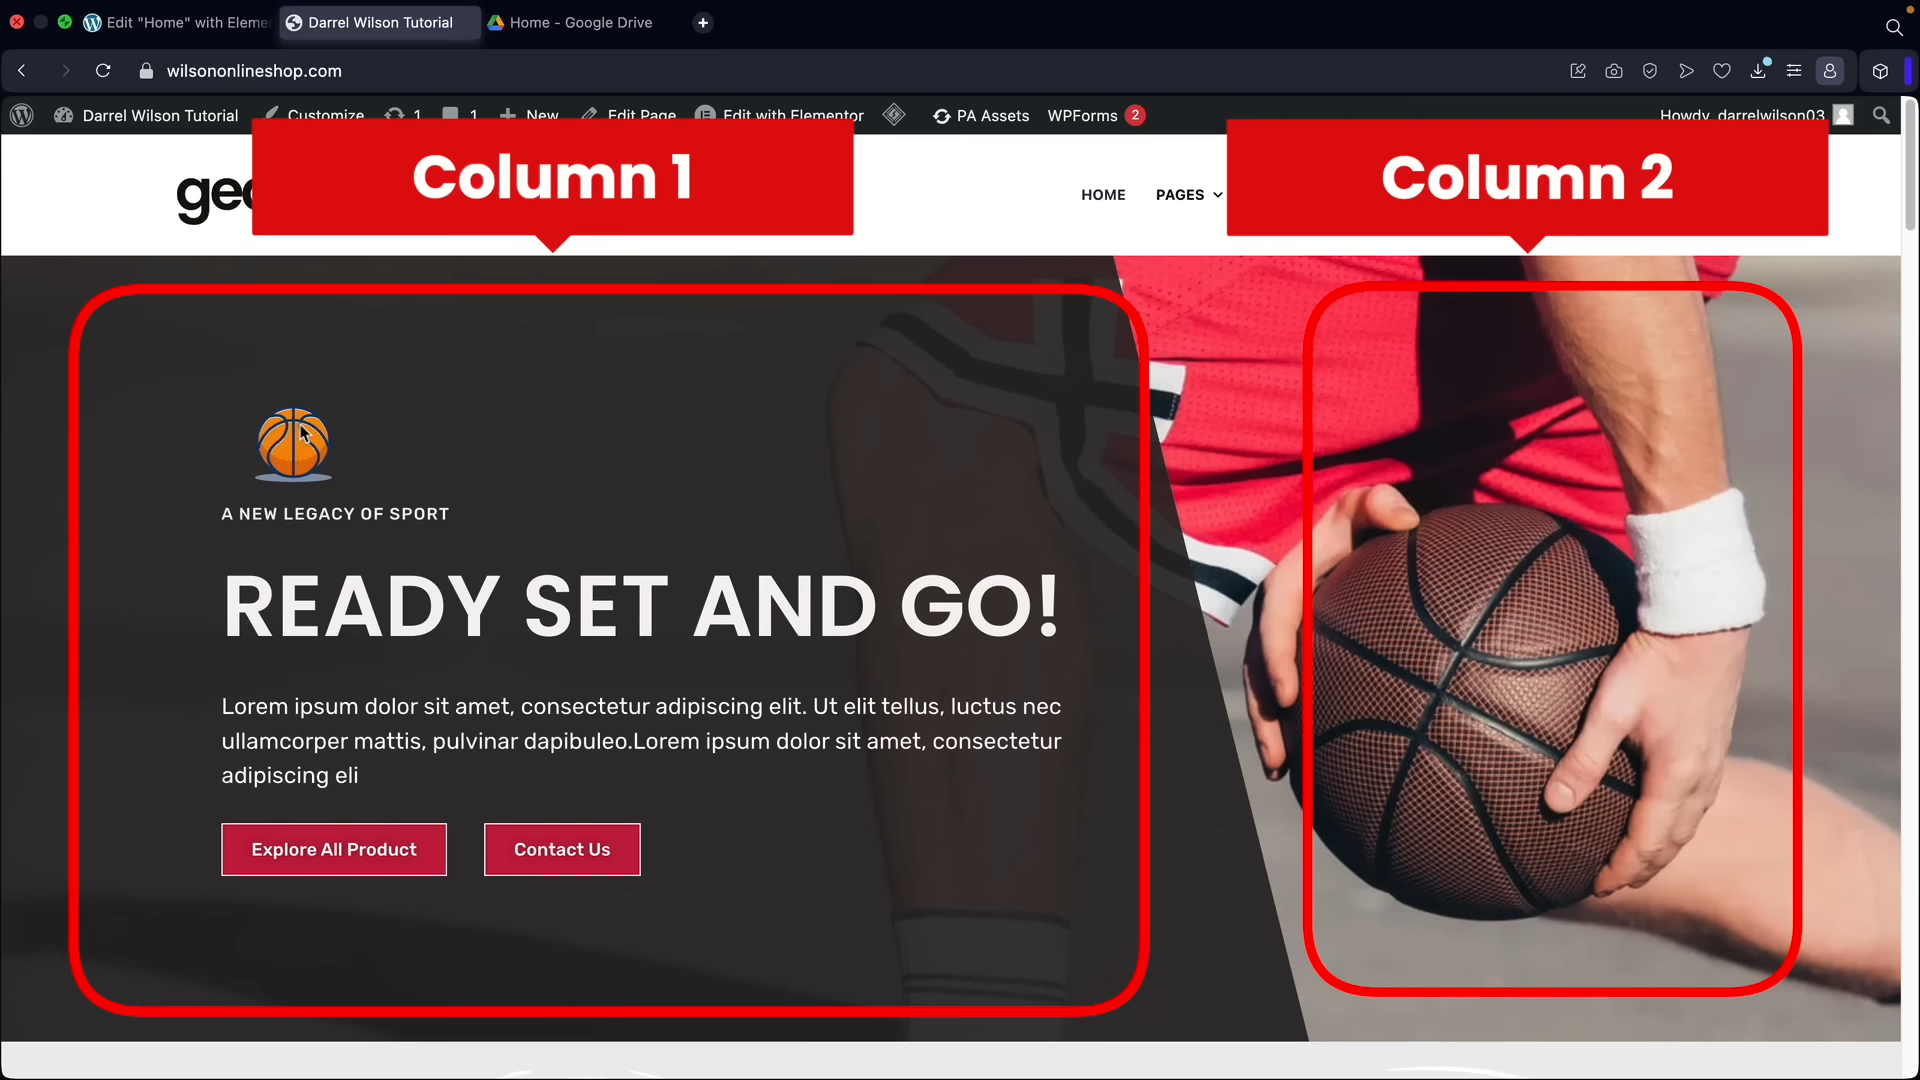 Edit "Home" with Eleme
Darrel Wilson Tutorial
Home - Google Drive
wilsononlineshop.com
Darrel Wilson Tutorial
Customize
1
1
New
Edit Page
Edit with Elementor
PA Assets
WPForms
2
Howdy, darrelwilson03
Column 1
Column 2
HOME
PAGES
A NEW LEGACY OF SPORT
READY SET AND GO!
Lorem ipsum dolor sit amet, consectetur adipiscing elit. Ut elit tellus, luctus nec
ullamcorper mattis, pulvinar dapibuleo.Lorem ipsum dolor sit amet, consectetur
adipiscing eli
Explore All Product
Contact Us